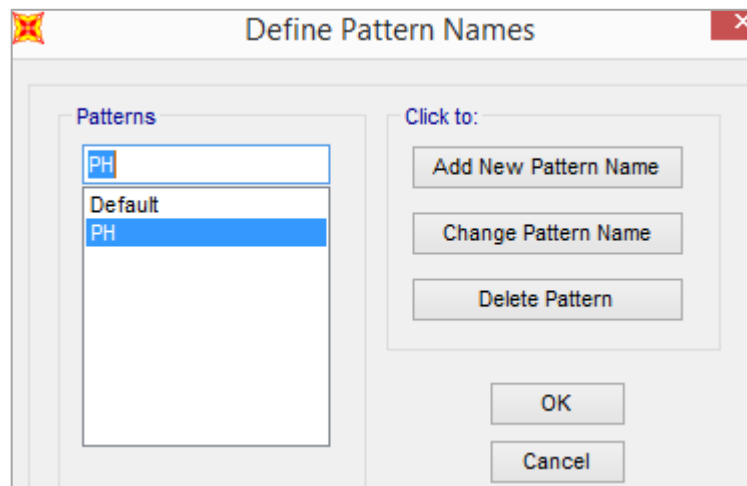 Define Pattern Names
Patterns
PH
Default
PH
Click to:
Add New Pattern Name
Change Pattern Name
Delete Pattern
OK
Cancel